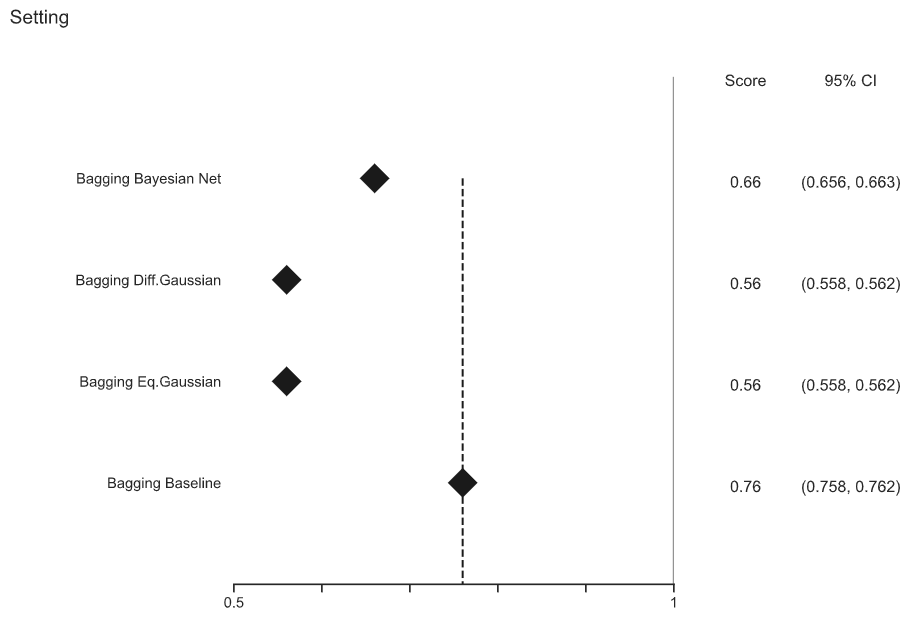 Setting
Score 95% CI
Bagging Bayesian Net 0.66 (0.656, 0.663)
Bagging Diff.Gaussian 0.56 (0.558, 0.562)
Bagging Eq.Gaussian 0.56 (0.558, 0.562)
Bagging Baseline 0.76 (0.758, 0.762)
0.5 1